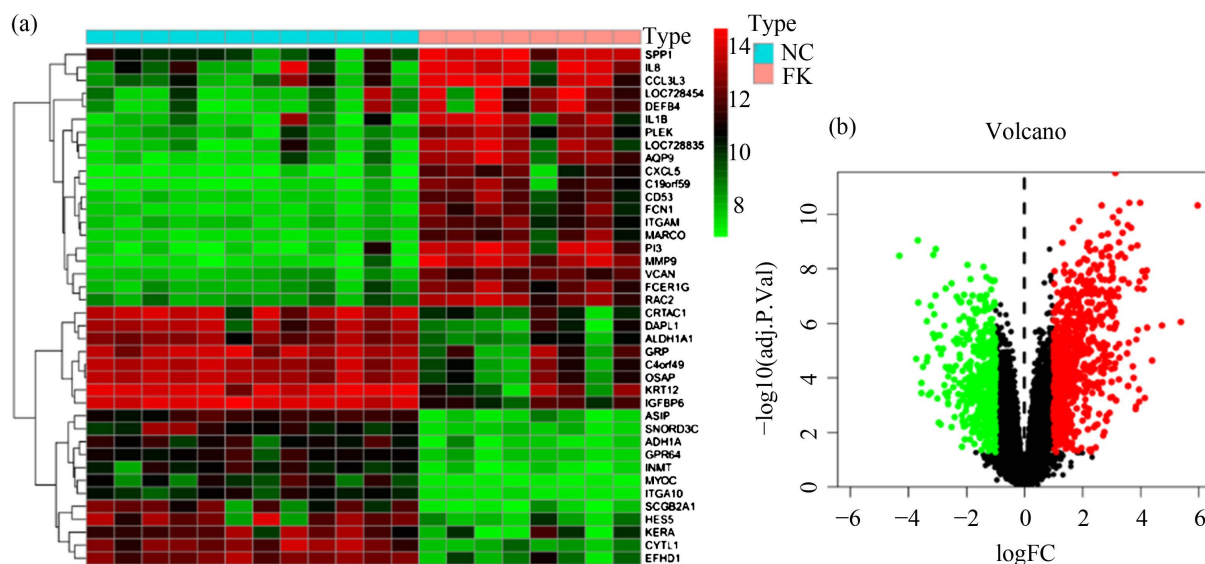 (a)
Type
SPP1
IL8
CCL3L3
LOC728454
DEFB4
IL1B
PLEK
LOC728835
AQP9
CXCL5
C19orf59
CD53
FCN1
ITGAM
MARCO
PI3
MMP9
VCAN
FCER1G
RAC2
CRTAC1
DAPL1
ALDH1A1
GRP
C4orf49
OSAP
KRT12
IGFBP6
ASIP
SNORD3C
ADH1A
GPR64
INMT
MYOC
ITGA10
SCGB2A1
HES5
KERA
CYTL1
EFHD1
14
12
10
8
Type
NC
FK
(b)
Volcano
−log10(adj.P.Val)
10
8
6
4
2
0
−6 −4 −2 0 2 4 6
logFC